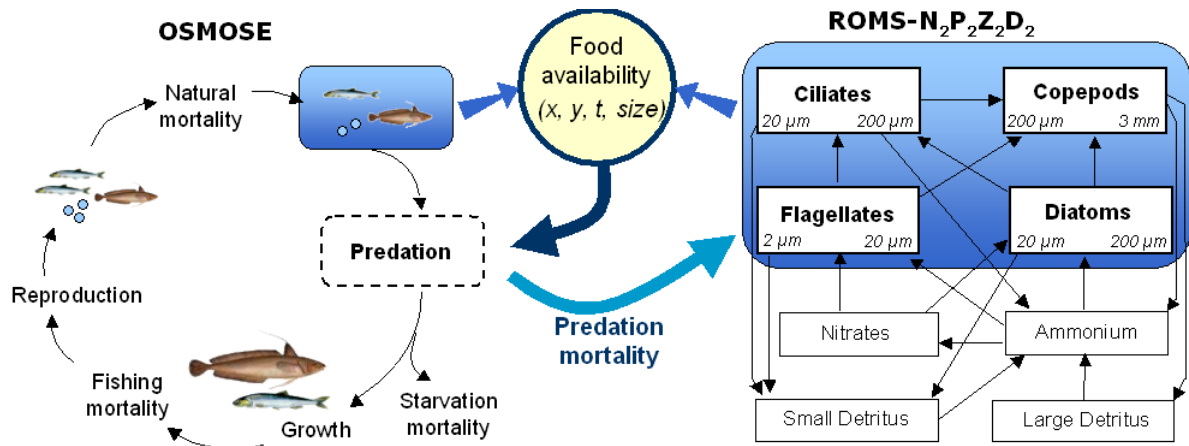 OSMOSE
Natural
mortality
Reproduction
Fishing
mortality
Growth
Starvation
mortality
Predation
Food
availability
(x, y, t, size)
Predation
mortality
ROMS-N₂P₂Z₂D₂
Ciliates
20 µm 200 µm
Copepods
200 µm 3 mm
Flagellates
2 µm 20 µm
Diatoms
20 µm 200 µm
Nitrates
Ammonium
Small Detritus
Large Detritus